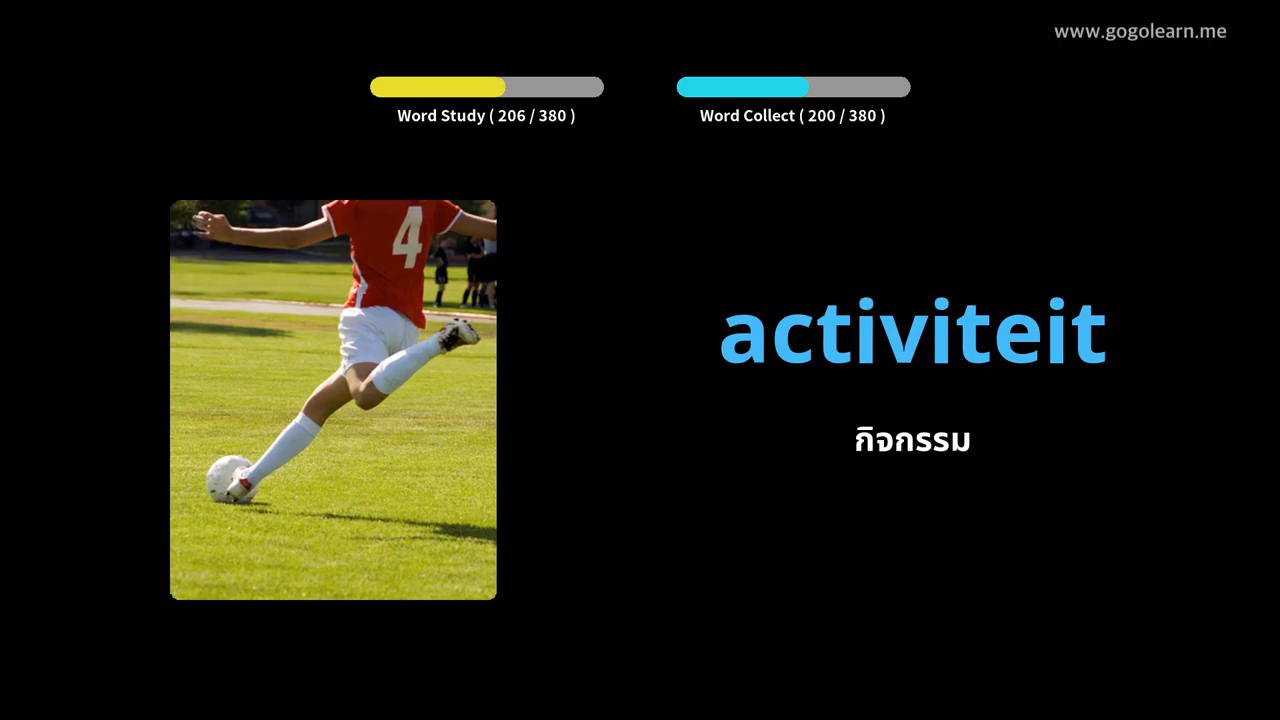 www.gogolearn.me
Word Study ( 206 / 380 )
Word Collect ( 200 / 380 )
4
activiteit
กิจกรรม